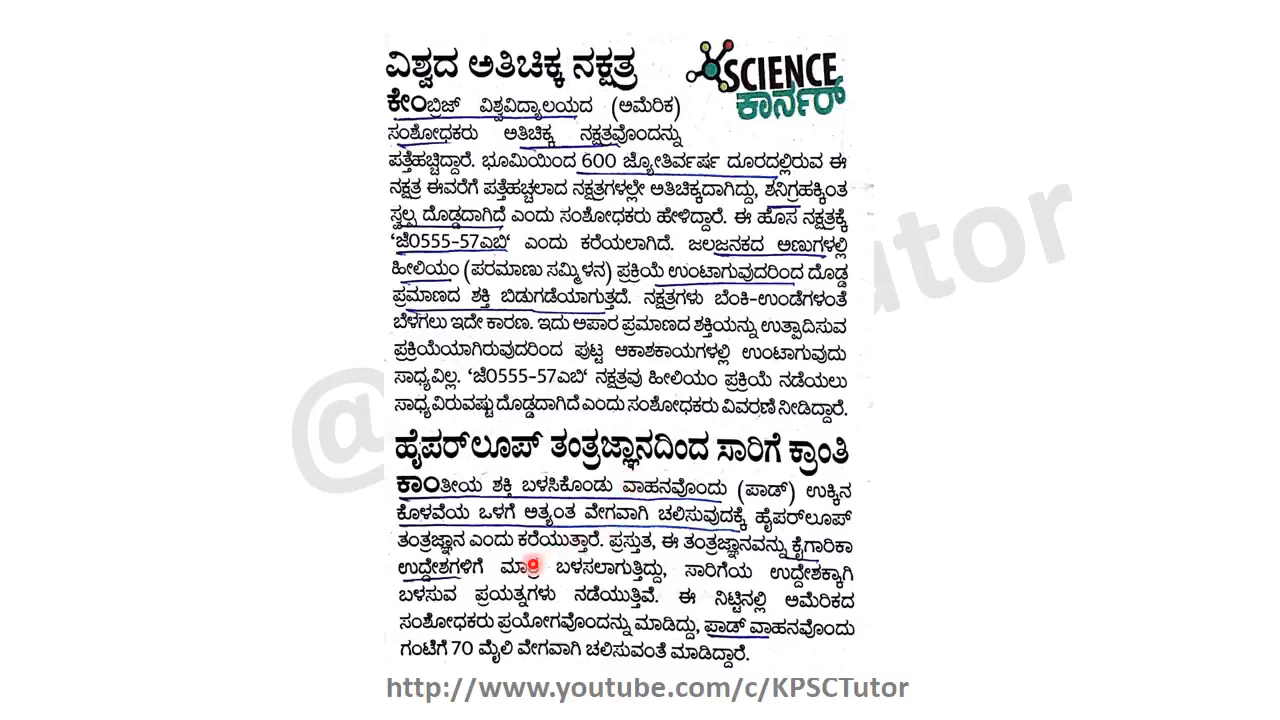 ವಿಶ್ವದ ಅತಿಚಿಕ್ಕ ನಕ್ಷತ್ರ
SCIENCE
ಕಾರ್ನರ್
ಕೇಂಬ್ರಿಜ್ ವಿಶ್ವವಿದ್ಯಾಲಯದ (ಅಮೆರಿಕ)
ಸಂಶೋಧಕರು ಅತಿಚಿಕ್ಕ ನಕ್ಷತ್ರವೊಂದನ್ನು
ಪತ್ತೆಹಚ್ಚಿದ್ದಾರೆ. ಭೂಮಿಯಿಂದ 600 ಜ್ಯೋತಿರ್ವರ್ಷ ದೂರದಲ್ಲಿರುವ ಈ
ನಕ್ಷತ್ರ ಈವರೆಗೆ ಪತ್ತೆಹಚ್ಚಲಾದ ನಕ್ಷತ್ರಗಳಲ್ಲೇ ಅತಿಚಿಕ್ಕದಾಗಿದ್ದು, ಶನಿಗ್ರಹಕ್ಕಿಂತ
ಸ್ವಲ್ಪ ದೊಡ್ಡದಾಗಿದೆ ಎಂದು ಸಂಶೋಧಕರು ಹೇಳಿದ್ದಾರೆ. ಈ ಹೊಸ ನಕ್ಷತ್ರಕ್ಕೆ
‘ಜೆ0555-57ಎಬಿ‘ ಎಂದು ಕರೆಯಲಾಗಿದೆ. ಜಲಜನಕದ ಅಣುಗಳಲ್ಲಿ
ಹೀಲಿಯಂ (ಪರಮಾಣು ಸಮ್ಮಿಳನ) ಪ್ರಕ್ರಿಯೆ ಉಂಟಾಗುವುದರಿಂದ ದೊಡ್ಡ
ಪ್ರಮಾಣದ ಶಕ್ತಿ ಬಿಡುಗಡೆಯಾಗುತ್ತದೆ. ನಕ್ಷತ್ರಗಳು ಬೆಂಕಿ-ಉಂಡೆಗಳಂತೆ
ಬೆಳಗಲು ಇದೇ ಕಾರಣ. ಇದು ಅಪಾರ ಪ್ರಮಾಣದ ಶಕ್ತಿಯನ್ನು ಉತ್ಪಾದಿಸುವ
ಪ್ರಕ್ರಿಯೆಯಾಗಿರುವುದರಿಂದ ಪುಟ್ಟ ಆಕಾಶಕಾಯಗಳಲ್ಲಿ ಉಂಟಾಗುವುದು
ಸಾಧ್ಯವಿಲ್ಲ. ‘ಜೆ0555-57ಎಬಿ‘ ನಕ್ಷತ್ರವು ಹೀಲಿಯಂ ಪ್ರಕ್ರಿಯೆ ನಡೆಯಲು
ಸಾಧ್ಯವಿರುವಷ್ಟು ದೊಡ್ಡದಾಗಿದೆ ಎಂದು ಸಂಶೋಧಕರು ವಿವರಣೆ ನೀಡಿದ್ದಾರೆ.
ಹೈಪರ್‌ಲೂಪ್ ತಂತ್ರಜ್ಞಾನದಿಂದ ಸಾರಿಗೆ ಕ್ರಾಂತಿ
ಕಾಂತೀಯ ಶಕ್ತಿ ಬಳಸಿಕೊಂಡು ವಾಹನವೊಂದು (ಪಾಡ್) ಉಕ್ಕಿನ
ಕೊಳವೆಯ ಒಳಗೆ ಅತ್ಯಂತ ವೇಗವಾಗಿ ಚಲಿಸುವುದಕ್ಕೆ ಹೈಪರ್‌ಲೂಪ್
ತಂತ್ರಜ್ಞಾನ ಎಂದು ಕರೆಯುತ್ತಾರೆ. ಪ್ರಸ್ತುತ, ಈ ತಂತ್ರಜ್ಞಾನವನ್ನು ಕೈಗಾರಿಕಾ
ಉದ್ದೇಶಗಳಿಗೆ ಮಾತ್ರ ಬಳಸಲಾಗುತ್ತಿದ್ದು, ಸಾರಿಗೆಯ ಉದ್ದೇಶಕ್ಕಾಗಿ
ಬಳಸುವ ಪ್ರಯತ್ನಗಳು ನಡೆಯುತ್ತಿವೆ. ಈ ನಿಟ್ಟಿನಲ್ಲಿ ಅಮೆರಿಕದ
ಸಂಶೋಧಕರು ಪ್ರಯೋಗವೊಂದನ್ನು ಮಾಡಿದ್ದು, ಪಾಡ್ ವಾಹನವೊಂದು
ಗಂಟೆಗೆ 70 ಮೈಲಿ ವೇಗವಾಗಿ ಚಲಿಸುವಂತೆ ಮಾಡಿದ್ದಾರೆ.
http://www.youtube.com/c/KPSCTutor